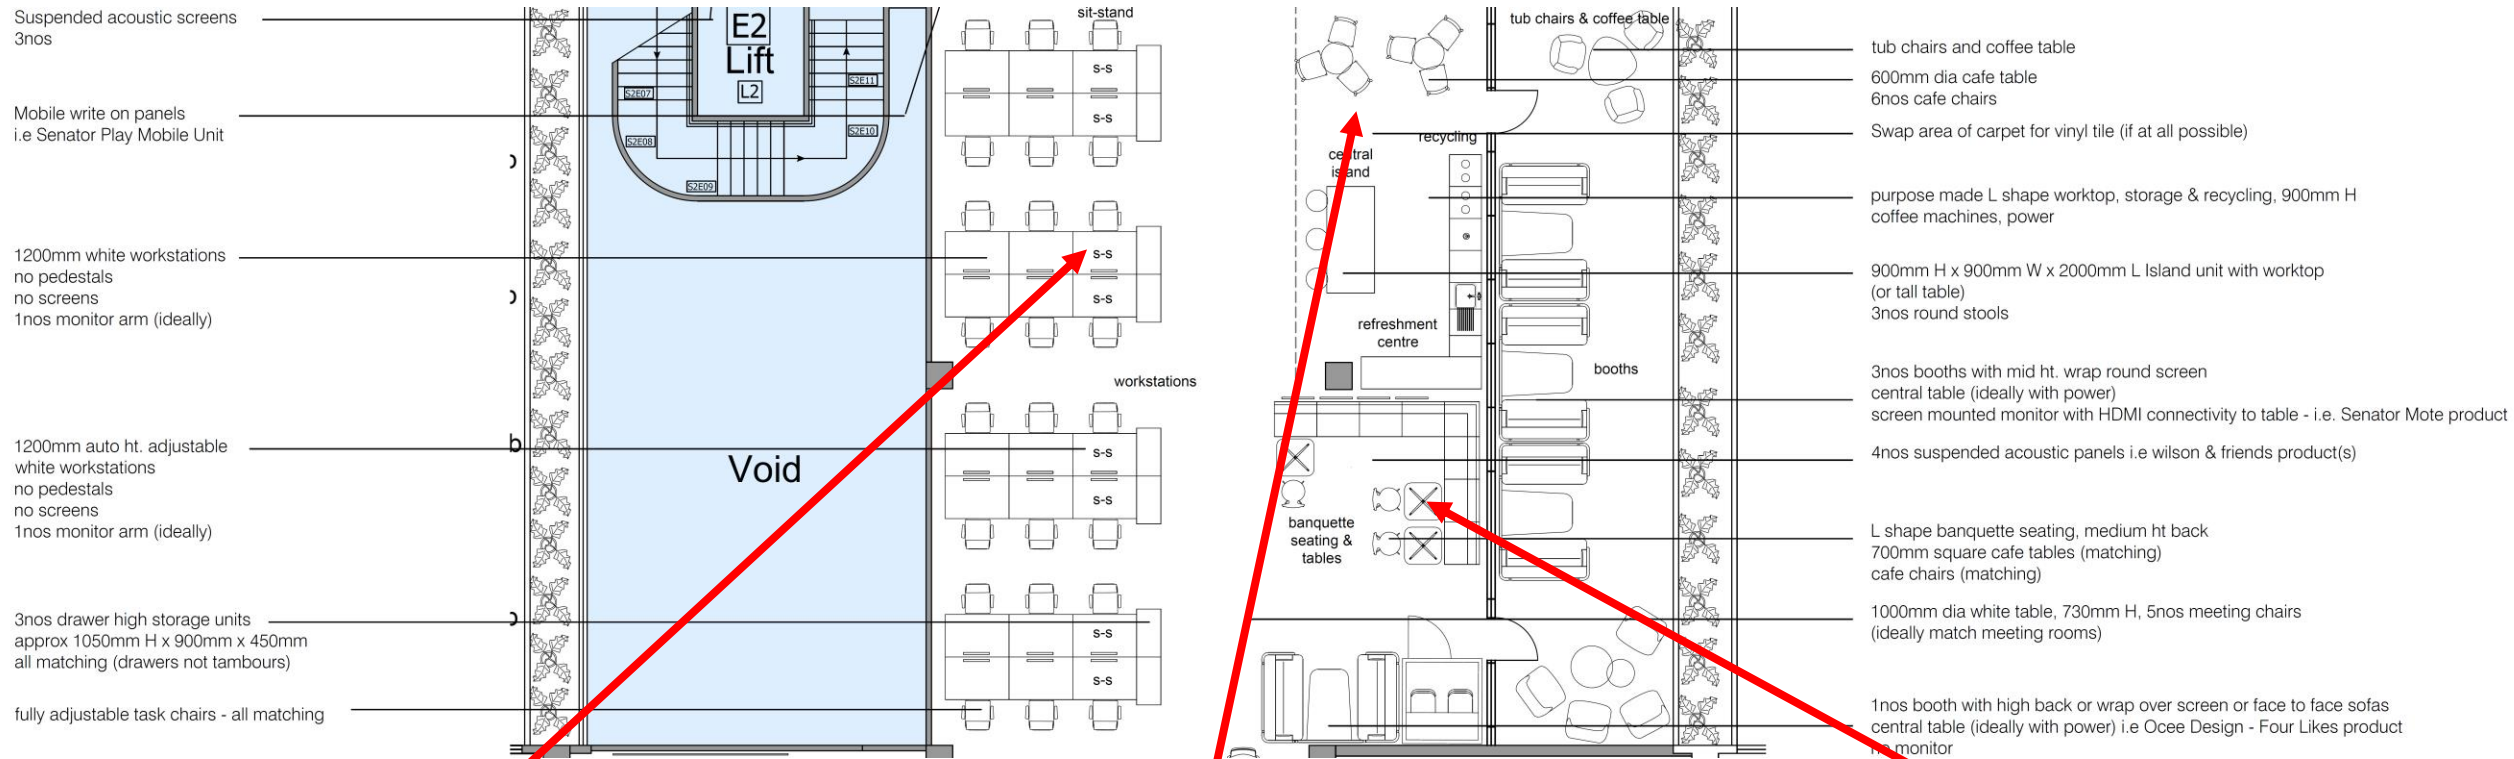 Suspended acoustic screens
3nos
Mobile write on panels
i.e Senator Play Mobile Unit
1200mm white workstations
no pedestals
no screens
1nos monitor arm (ideally)
1200mm auto ht. adjustable
white workstations
no pedestals
no screens
1nos monitor arm (ideally)
3nos drawer high storage units
approx 1050mm H x 900mm x 450mm
all matching (drawers not tambours)
fully adjustable task chairs - all matching
E2
Lift
L2
S2E07
S2E08
S2E09
S2E10
S2E11
b
Void
sit-stand
s-s
s-s
s-s
s-s
workstations
s-s
s-s
s-s
s-s
tub chairs & coffee table
recycling
central
island
refreshment
centre
booths
banquette
seating &
tables
tub chairs and coffee table
600mm dia cafe table
6nos cafe chairs
Swap area of carpet for vinyl tile (if at all possible)
purpose made L shape worktop, storage & recycling, 900mm H
coffee machines, power
900mm H x 900mm W x 2000mm L Island unit with worktop
(or tall table)
3nos round stools
3nos booths with mid ht. wrap round screen
central table (ideally with power)
screen mounted monitor with HDMI connectivity to table - i.e. Senator Mote product
4nos suspended acoustic panels i.e wilson & friends product(s)
L shape banquette seating, medium ht back
700mm square cafe tables (matching)
cafe chairs (matching)
1000mm dia white table, 730mm H, 5nos meeting chairs
(ideally match meeting rooms)
1nos booth with high back or wrap over screen or face to face sofas
central table (ideally with power) i.e Ocee Design - Four Likes product
no monitor